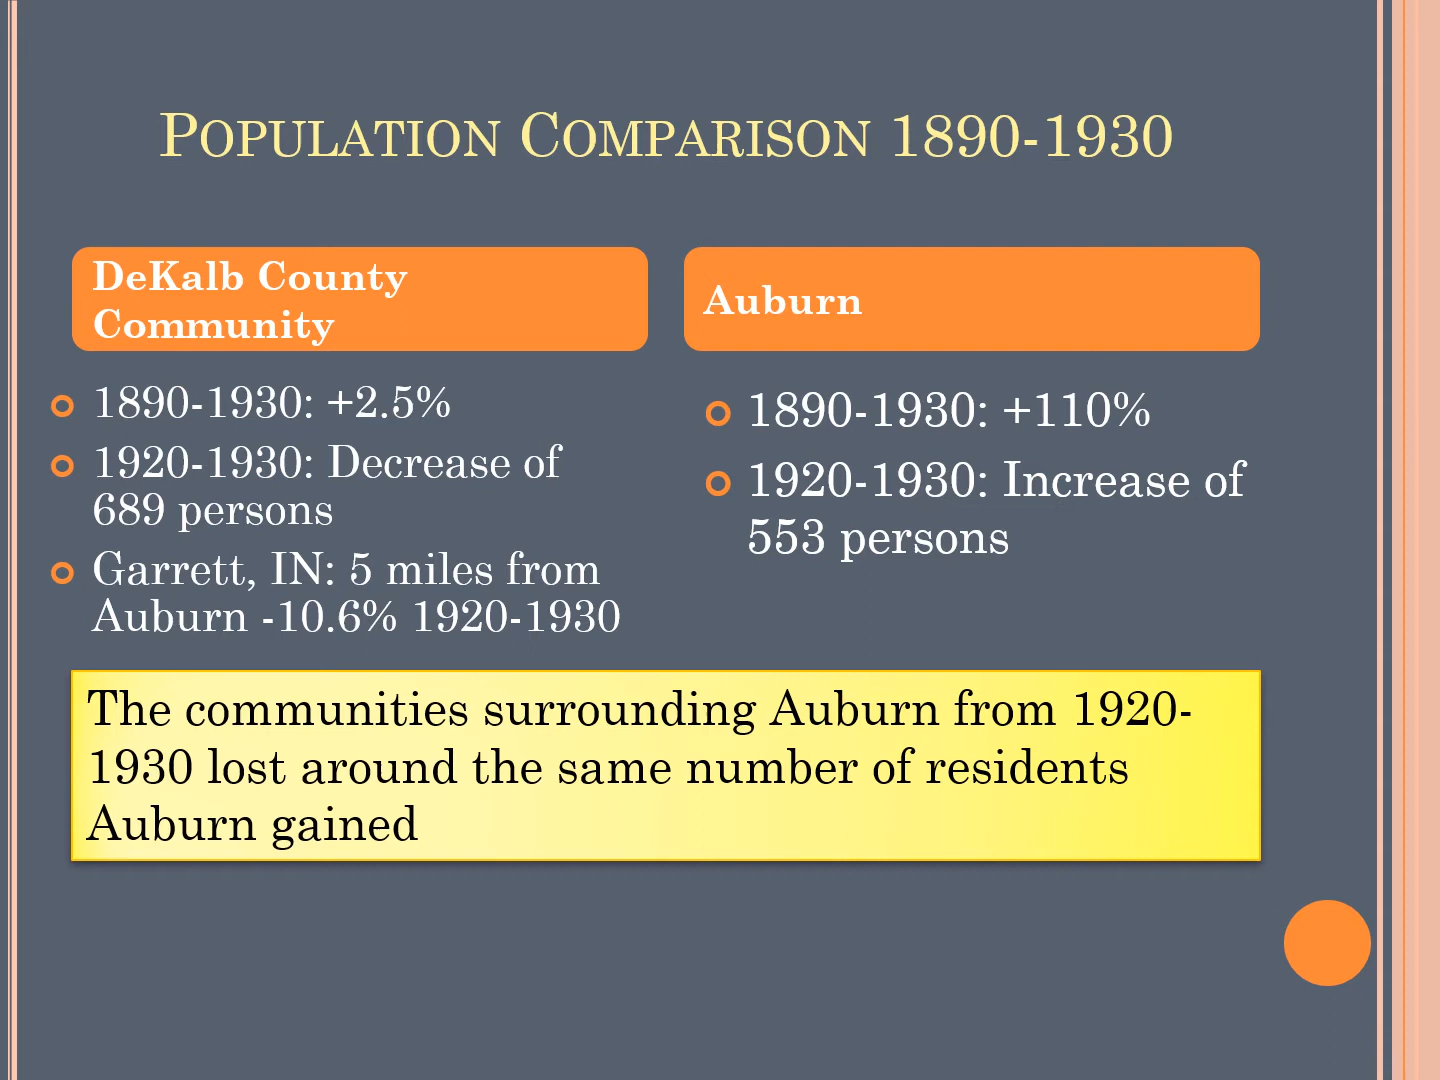 POPULATION COMPARISON 1890-1930
DeKalb County
Community
1890-1930: +2.5%
1920-1930: Decrease of
689 persons
Garrett, IN: 5 miles from
Auburn -10.6% 1920-1930
Auburn
1890-1930: +110%
1920-1930: Increase of
553 persons
The communities surrounding Auburn from 1920-
1930 lost around the same number of residents
Auburn gained